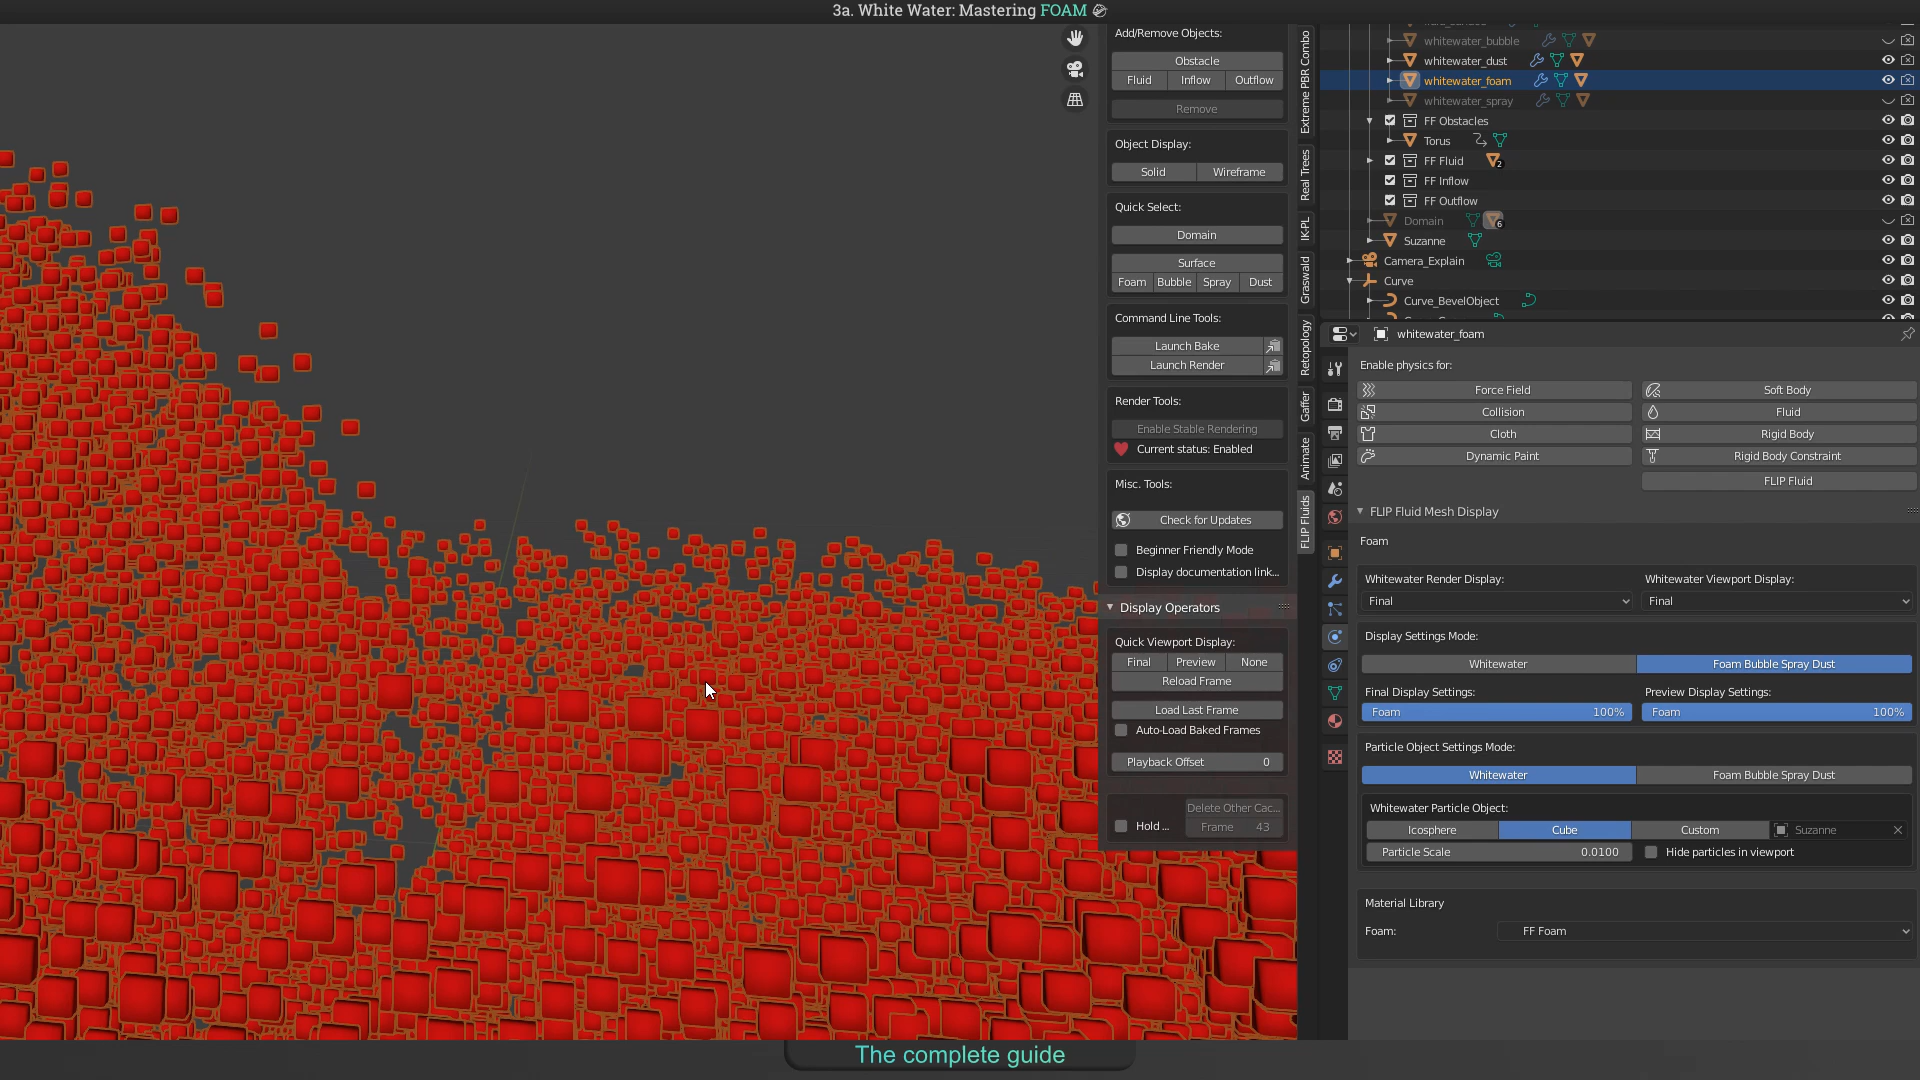 3a. White Water: Mastering FOAM
Add/Remove Objects:
Obstacle
Fluid Inflow Outflow
Remove
Object Display:
Solid Wireframe
Quick Select:
Domain
Surface
Foam Bubble Spray Dust
Command Line Tools:
Launch Bake
Launch Render
Render Tools:
Enable Stable Rendering
Current status: Enabled
Misc. Tools:
Check for Updates
Beginner Friendly Mode
Display documentation link...
Display Operators
Quick Viewport Display:
Final Preview None
Reload Frame
Load Last Frame
Auto-Load Baked Frames
Playback Offset 0
Delete Other Cac...
Hold ...
Frame 43
Extreme PBR Combo
Real Trees
IK-PL
Graswald
Retopology
Gaffer
Animate
FLIP Fluids
whitewater_bubble
whitewater_dust
whitewater_foam
whitewater_spray
FF Obstacles
Torus
FF Fluid 2
FF Inflow
FF Outflow
Domain 6
Suzanne
Camera_Explain
Curve
Curve_BevelObject
whitewater_foam
Enable physics for:
Force Field Soft Body
Collision Fluid
Cloth Rigid Body
Dynamic Paint Rigid Body Constraint
FLIP Fluid
FLIP Fluid Mesh Display
Foam
Whitewater Render Display: Whitewater Viewport Display:
Final Final
Display Settings Mode:
Whitewater Foam Bubble Spray Dust
Final Display Settings: Preview Display Settings:
Foam 100% Foam 100%
Particle Object Settings Mode:
Whitewater Foam Bubble Spray Dust
Whitewater Particle Object:
Icosphere Cube Custom Suzanne
Particle Scale 0.0100 Hide particles in viewport
Material Library
Foam: FF Foam
The complete guide